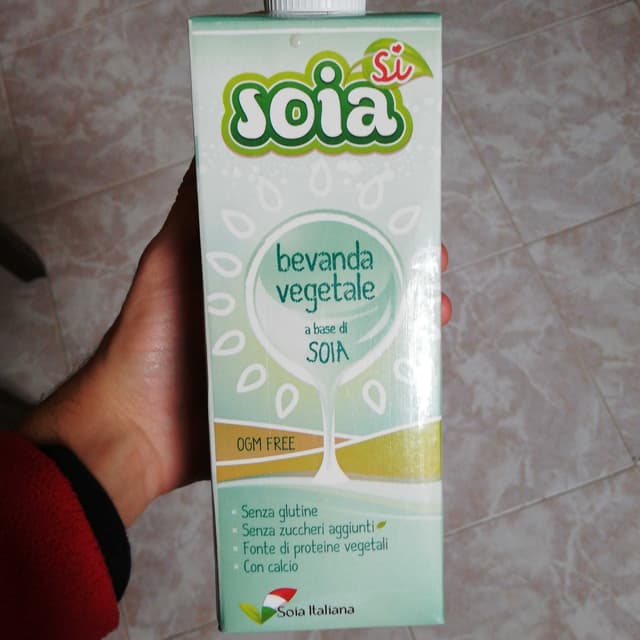 Sì
soia
bevanda
vegetale
a base di
SOIA
OGM FREE
Senza glutine
Senza zuccheri aggiunti
Fonte di proteine vegetali
Con calcio
Soia Italiana